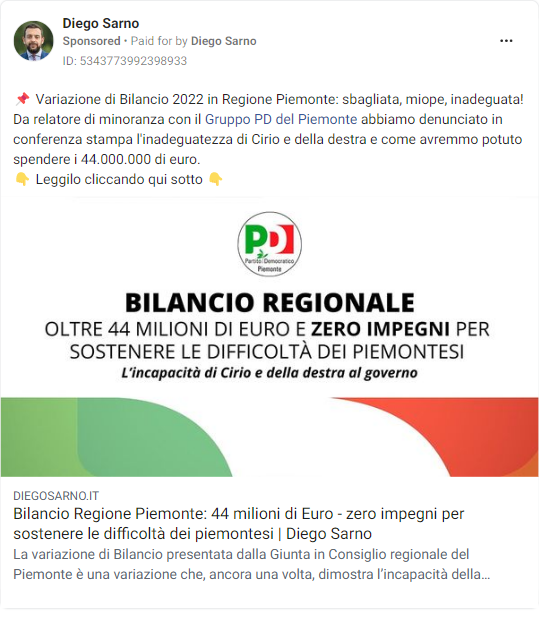 Diego Sarno
Sponsored • Paid for by Diego Sarno
ID: 5343773992398933
📌 Variazione di Bilancio 2022 in Regione Piemonte: sbagliata, miope, inadeguata!
Da relatore di minoranza con il Gruppo PD del Piemonte abbiamo denunciato in
conferenza stampa l'inadeguatezza di Cirio e della destra e come avremmo potuto
spendere i 44.000.000 di euro.
👇 Leggilo cliccando qui sotto 👇
PD
Partito Democratico
Piemonte
BILANCIO REGIONALE
OLTRE 44 MILIONI DI EURO E ZERO IMPEGNI PER
SOSTENERE LE DIFFICOLTÀ DEI PIEMONTESI
L'incapacità di Cirio e della destra al governo
DIEGOSARNO.IT
Bilancio Regione Piemonte: 44 milioni di Euro - zero impegni per
sostenere le difficoltà dei piemontesi | Diego Sarno
La variazione di Bilancio presentata dalla Giunta in Consiglio regionale del
Piemonte è una variazione che, ancora una volta, dimostra l'incapacità della...